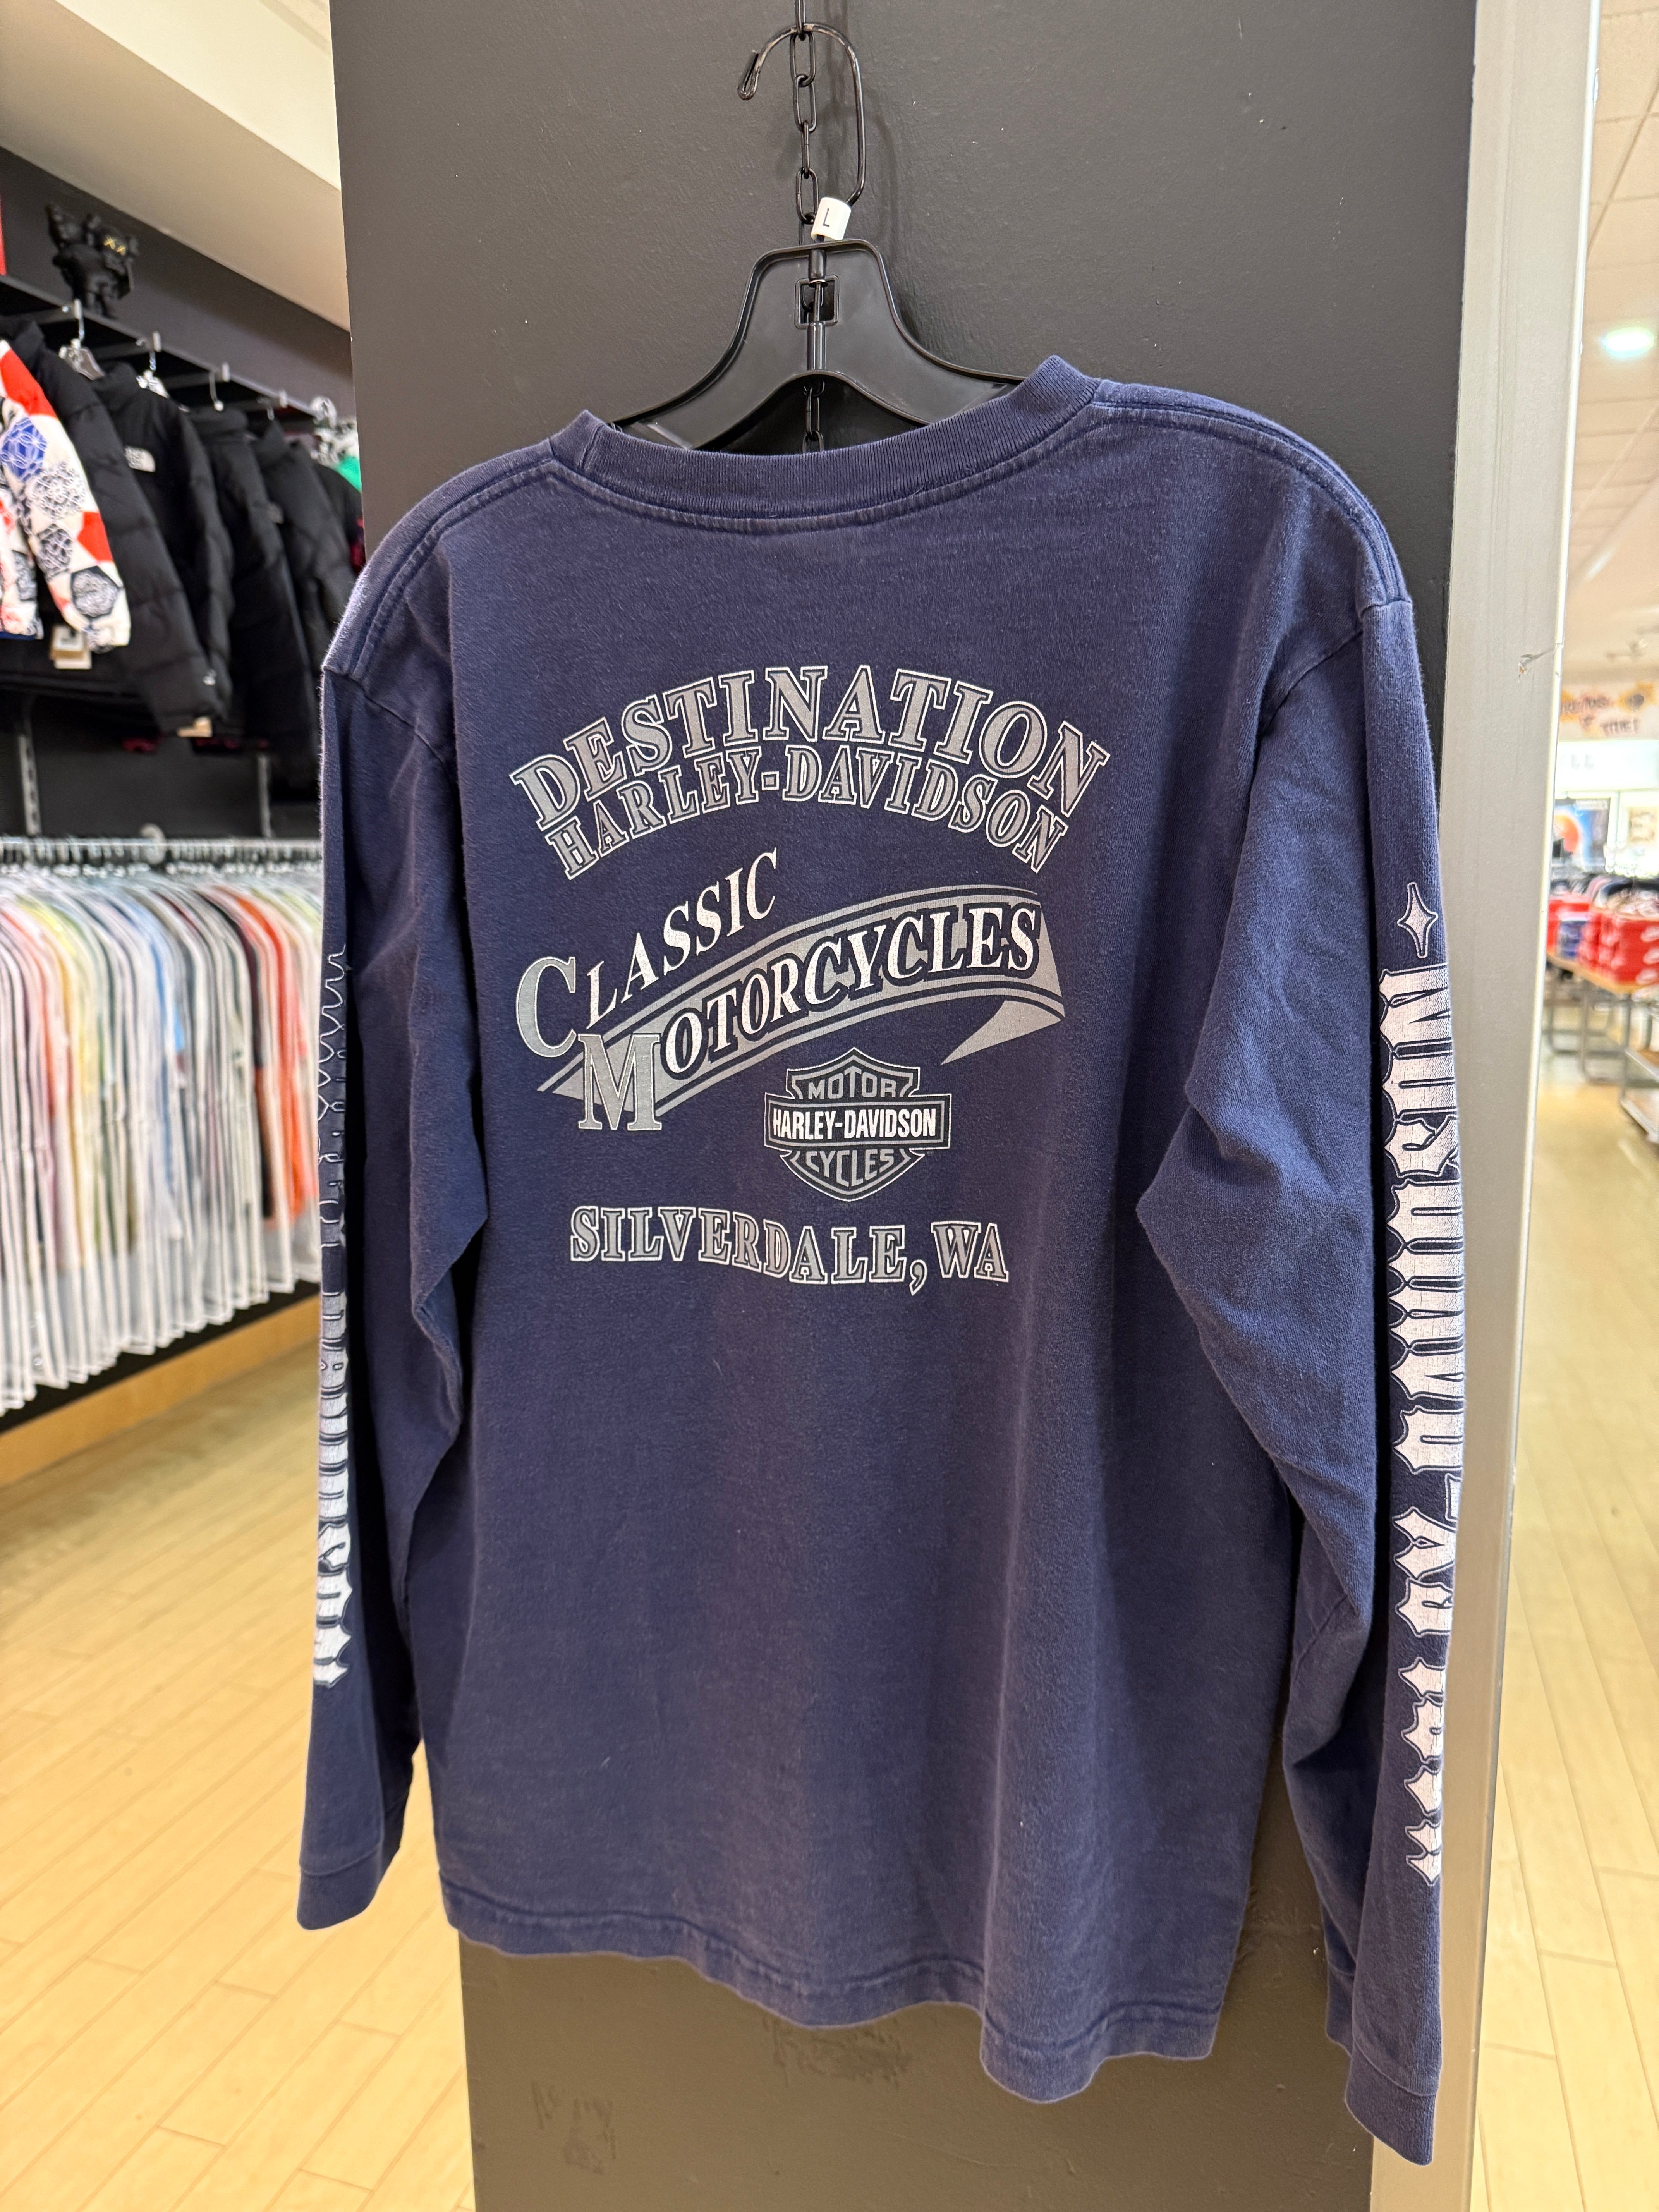 L
DESTINATION
HARLEY-DAVIDSON
CLASSIC
MOTORCYCLES
MOTOR
HARLEY-DAVIDSON
CYCLES
SILVERDALE, WA